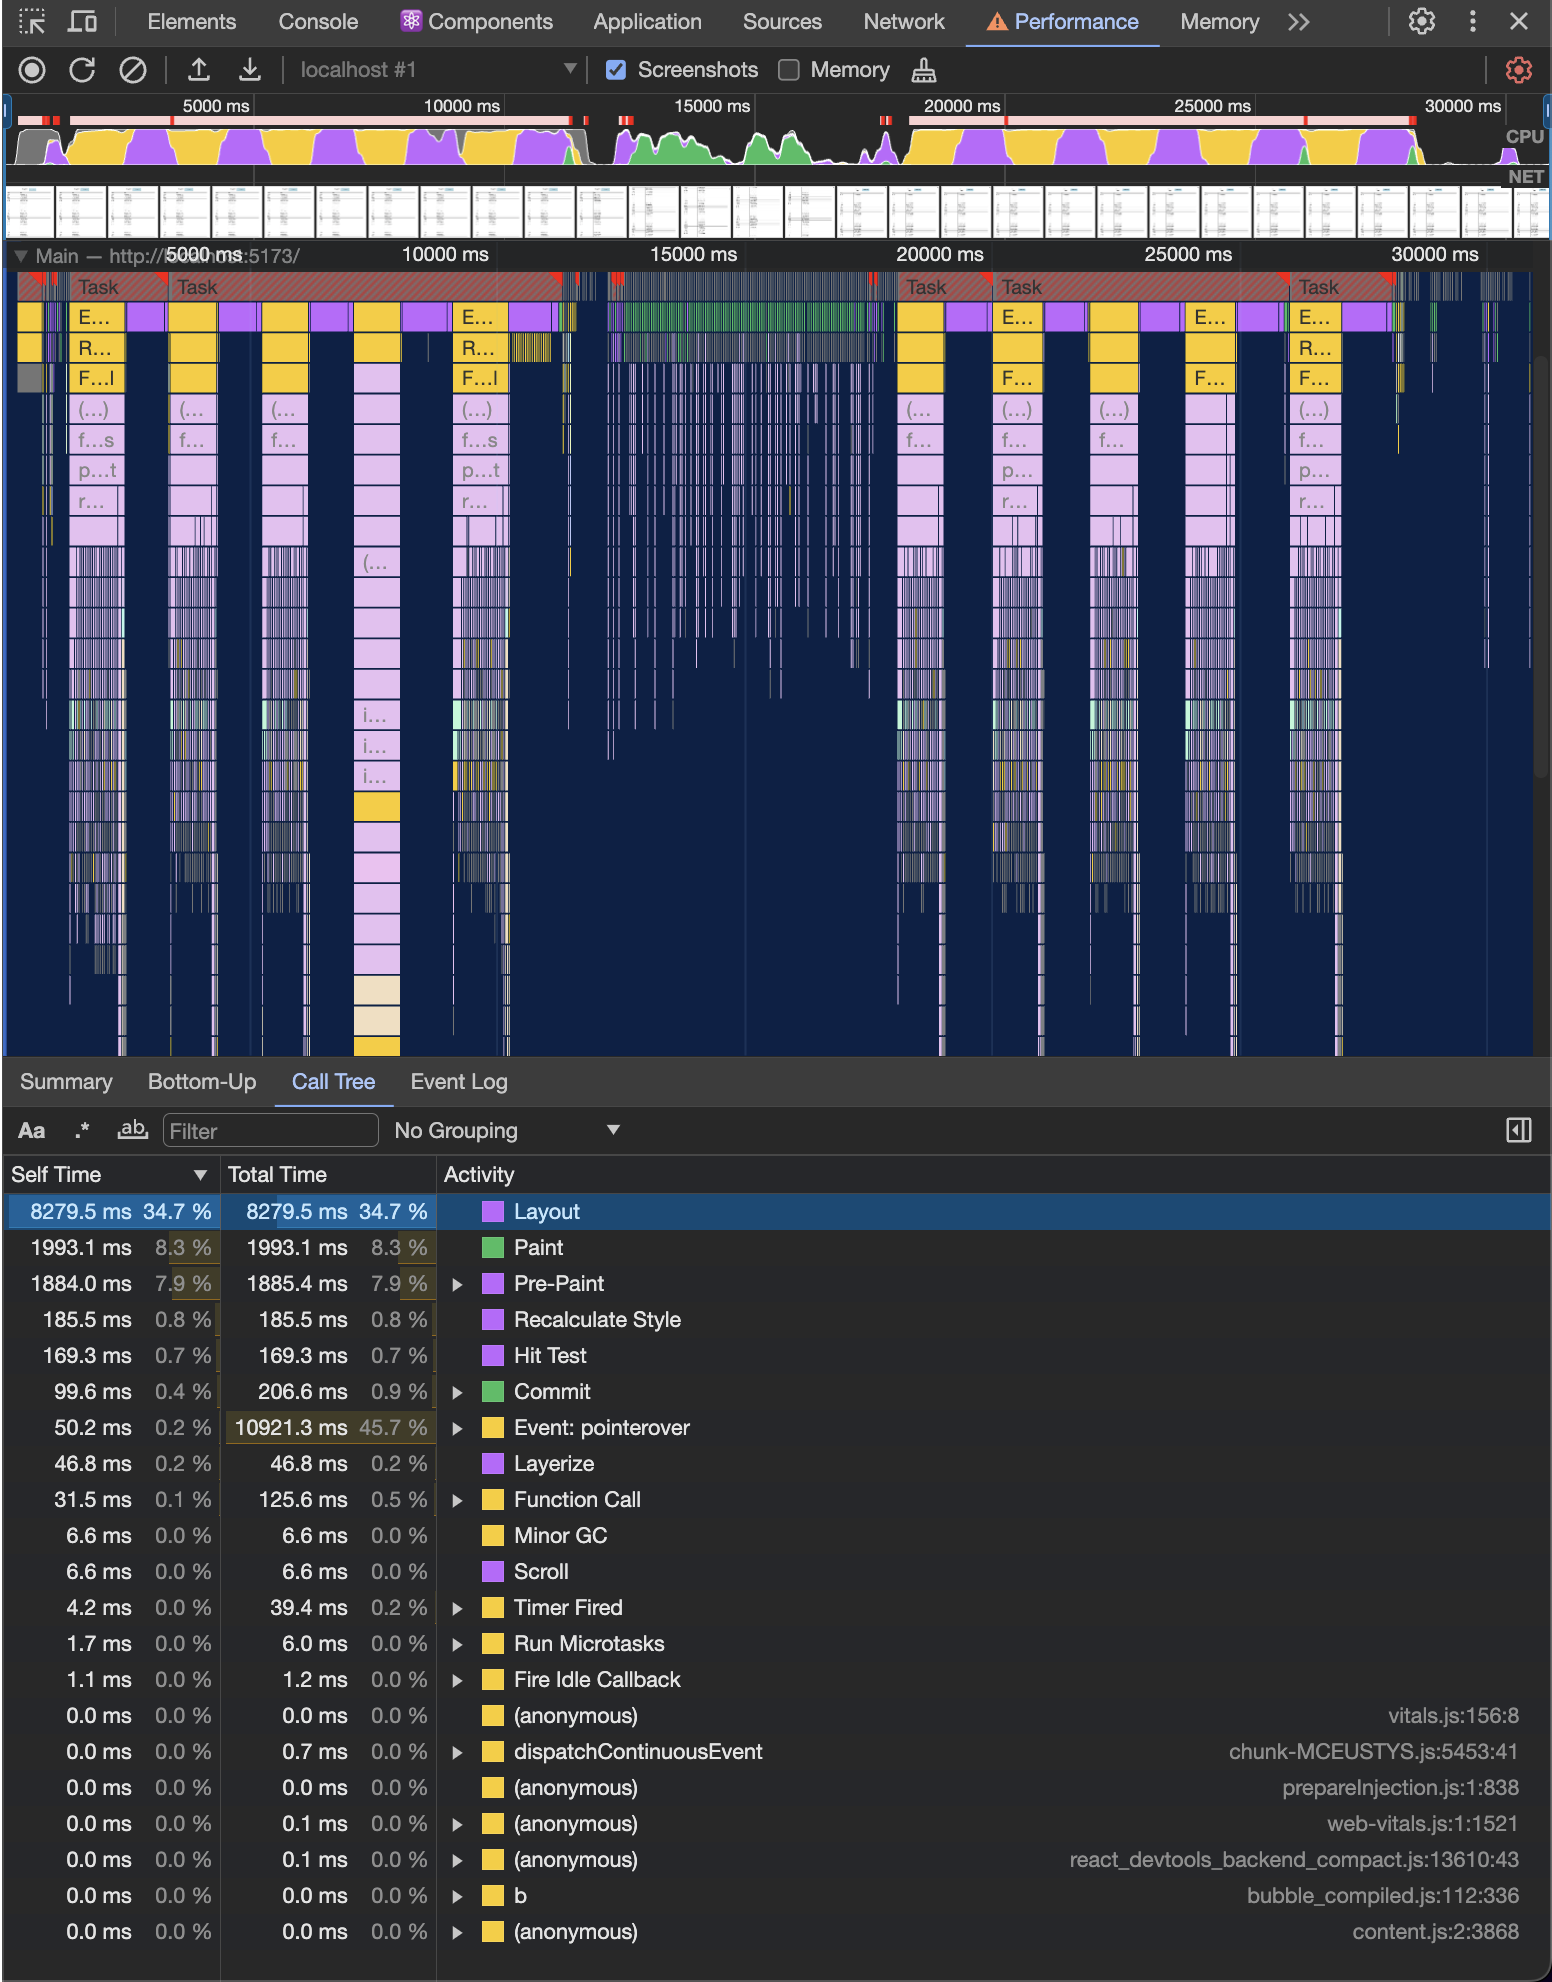 Elements Console Components Application Sources Network Performance Memory
localhost #1 Screenshots Memory
5000 ms 10000 ms 15000 ms 20000 ms 25000 ms 30000 ms
CPU
NET
Main — http://localhost:5173/
5000 ms 10000 ms 15000 ms 20000 ms 25000 ms 30000 ms
Task Task Task Task Task
E... E... E... E... E...
R... R... R...
F...l F...l F... F... F...
(...) (... (... (...) (... (...) (...) (...)
f...s f... f... f...s f... f... f... f...
p...t p...t p... p...
r... r... r... r...
(...
i...
i...
i...
Summary Bottom-Up Call Tree Event Log
Aa .* ab Filter No Grouping
Self Time Total Time Activity
8279.5 ms 34.7 % 8279.5 ms 34.7 % Layout
1993.1 ms 8.3 % 1993.1 ms 8.3 % Paint
1884.0 ms 7.9 % 1885.4 ms 7.9 % Pre-Paint
185.5 ms 0.8 % 185.5 ms 0.8 % Recalculate Style
169.3 ms 0.7 % 169.3 ms 0.7 % Hit Test
99.6 ms 0.4 % 206.6 ms 0.9 % Commit
50.2 ms 0.2 % 10921.3 ms 45.7 % Event: pointerover
46.8 ms 0.2 % 46.8 ms 0.2 % Layerize
31.5 ms 0.1 % 125.6 ms 0.5 % Function Call
6.6 ms 0.0 % 6.6 ms 0.0 % Minor GC
6.6 ms 0.0 % 6.6 ms 0.0 % Scroll
4.2 ms 0.0 % 39.4 ms 0.2 % Timer Fired
1.7 ms 0.0 % 6.0 ms 0.0 % Run Microtasks
1.1 ms 0.0 % 1.2 ms 0.0 % Fire Idle Callback
0.0 ms 0.0 % 0.0 ms 0.0 % (anonymous) vitals.js:156:8
0.0 ms 0.0 % 0.7 ms 0.0 % dispatchContinuousEvent chunk-MCEUSTYS.js:5453:41
0.0 ms 0.0 % 0.0 ms 0.0 % (anonymous) prepareInjection.js:1:838
0.0 ms 0.0 % 0.1 ms 0.0 % (anonymous) web-vitals.js:1:1521
0.0 ms 0.0 % 0.1 ms 0.0 % (anonymous) react_devtools_backend_compact.js:13610:43
0.0 ms 0.0 % 0.0 ms 0.0 % b bubble_compiled.js:112:336
0.0 ms 0.0 % 0.0 ms 0.0 % (anonymous) content.js:2:3868